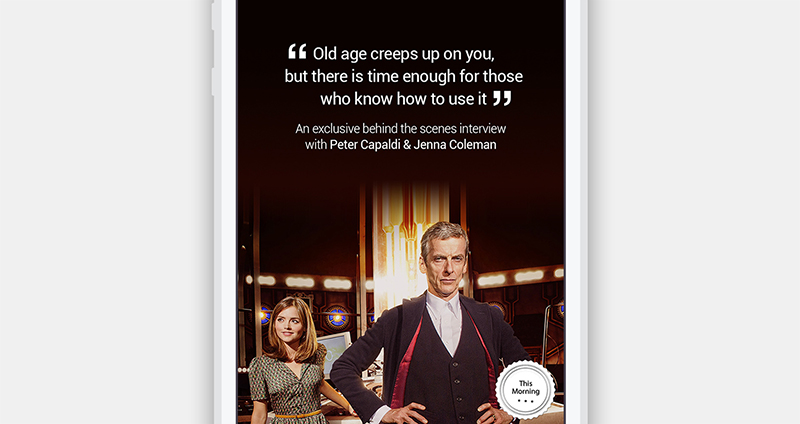 “ Old age creeps up on you,
but there is time enough for those
who know how to use it ”
An exclusive behind the scenes interview
with Peter Capaldi & Jenna Coleman
This
Morning